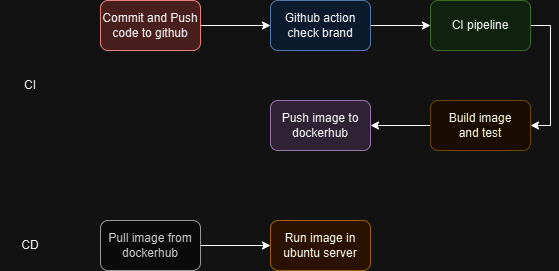 Commit and Push
code to github
Github action
check brand
CI pipeline
CI
Push image to
dockerhub
Build image
and test
CD
Pull image from
dockerhub
Run image in
ubuntu server